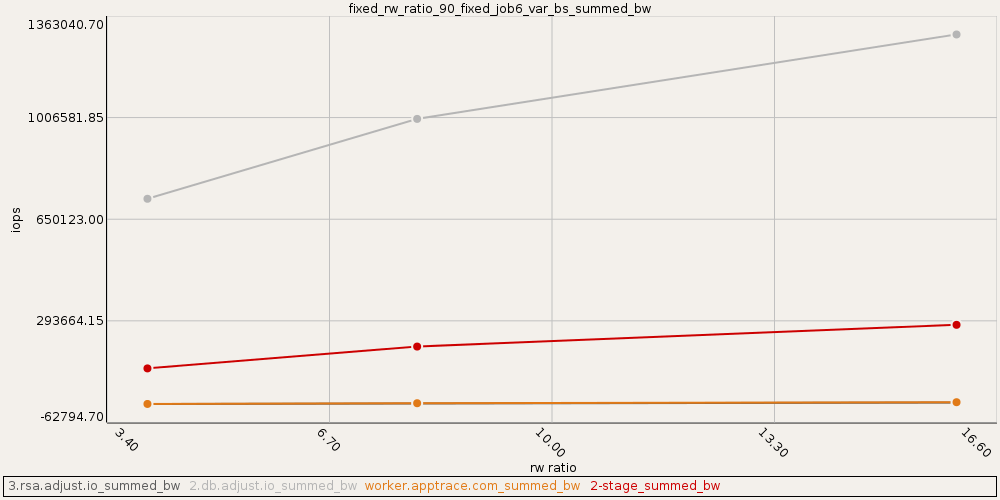 fixed_rw_ratio_90_fixed_job6_var_bs_summed_bw
1363040.70
1006581.85
650123.00
293664.15
-62794.70
iops
3.40 6.70 10.00 13.30 16.60
rw ratio
3.rsa.adjust.io_summed_bw 2.db.adjust.io_summed_bw worker.apptrace.com_summed_bw 2-stage_summed_bw